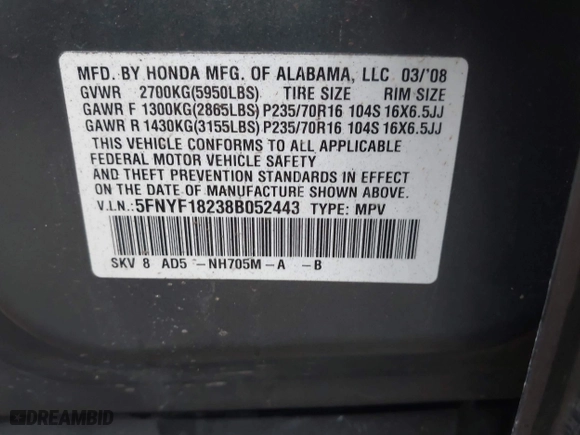 MFD. BY HONDA MFG. OF ALABAMA, LLC 03/'08
GVWR 2700KG(5950LBS) TIRE SIZE RIM SIZE
GAWR F 1300KG(2865LBS) P235/70R16 104S 16X6.5JJ
GAWR R 1430KG(3155LBS) P235/70R16 104S 16X6.5JJ
THIS VEHICLE CONFORMS TO ALL APPLICABLE
FEDERAL MOTOR VEHICLE SAFETY
AND THEFT PREVENTION STANDARDS IN EFFECT
ON THE DATE OF MANUFACTURE SHOWN ABOVE.
V.I.N.: 5FNYF18238B052443 TYPE: MPV
SKV 8 AD5 -NH705M-A -B
DREAMBID